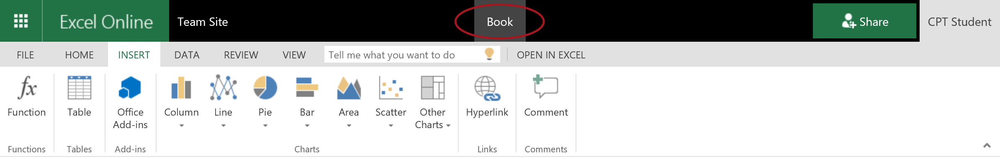 Excel Online Team Site Book Share CPT Student
FILE HOME INSERT DATA REVIEW VIEW Tell me what you want to do OPEN IN EXCEL
fx
Function Table Office Add-ins Column Line Pie Bar Area Scatter Other Charts Hyperlink Comment
Functions Tables Add-ins Charts Links Comments